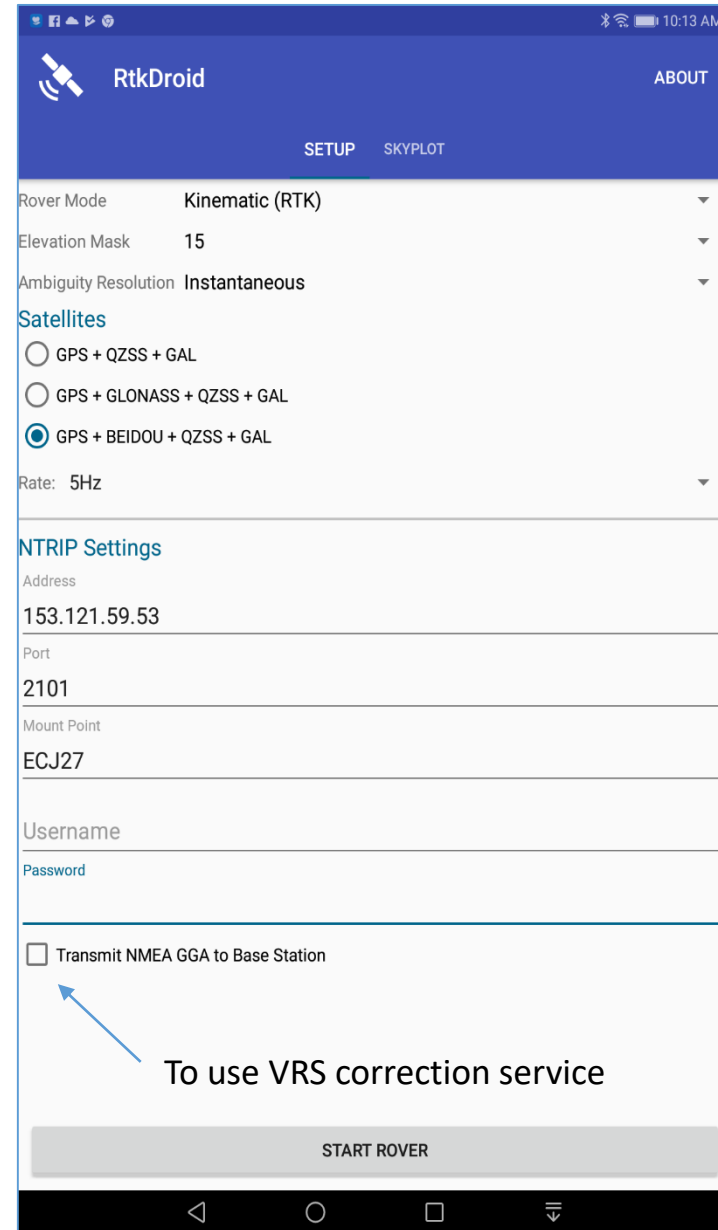 10:13 AM
RtkDroid
ABOUT
SETUP SKYPLOT
Rover Mode Kinematic (RTK)
Elevation Mask 15
Ambiguity Resolution Instantaneous
Satellites
GPS + QZSS + GAL
GPS + GLONASS + QZSS + GAL
GPS + BEIDOU + QZSS + GAL
Rate: 5Hz
NTRIP Settings
Address
153.121.59.53
Port
2101
Mount Point
ECJ27
Username
Password
Transmit NMEA GGA to Base Station
To use VRS correction service
START ROVER